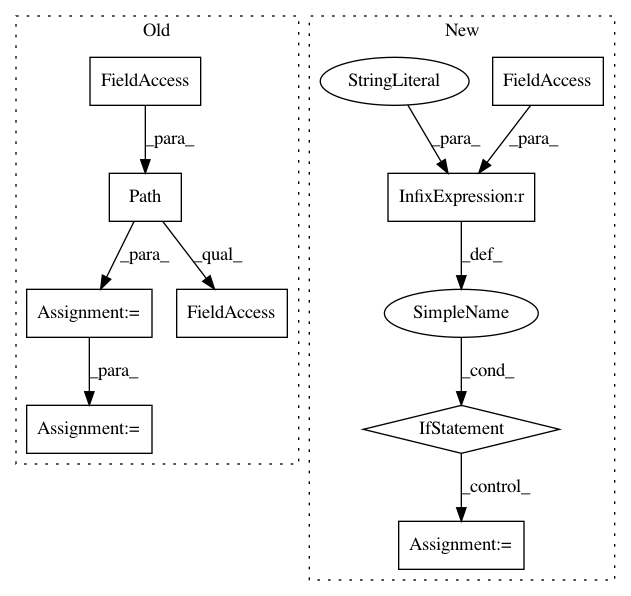 Old
New
FieldAccess
StringLiteral
FieldAccess
_para_
_para_
_para_
Path
InfixExpression:r
_para_
_qual_
_def_
Assignment:=
FieldAccess
SimpleName
_para_
_cond_
Assignment:=
IfStatement
_control_
Assignment:=